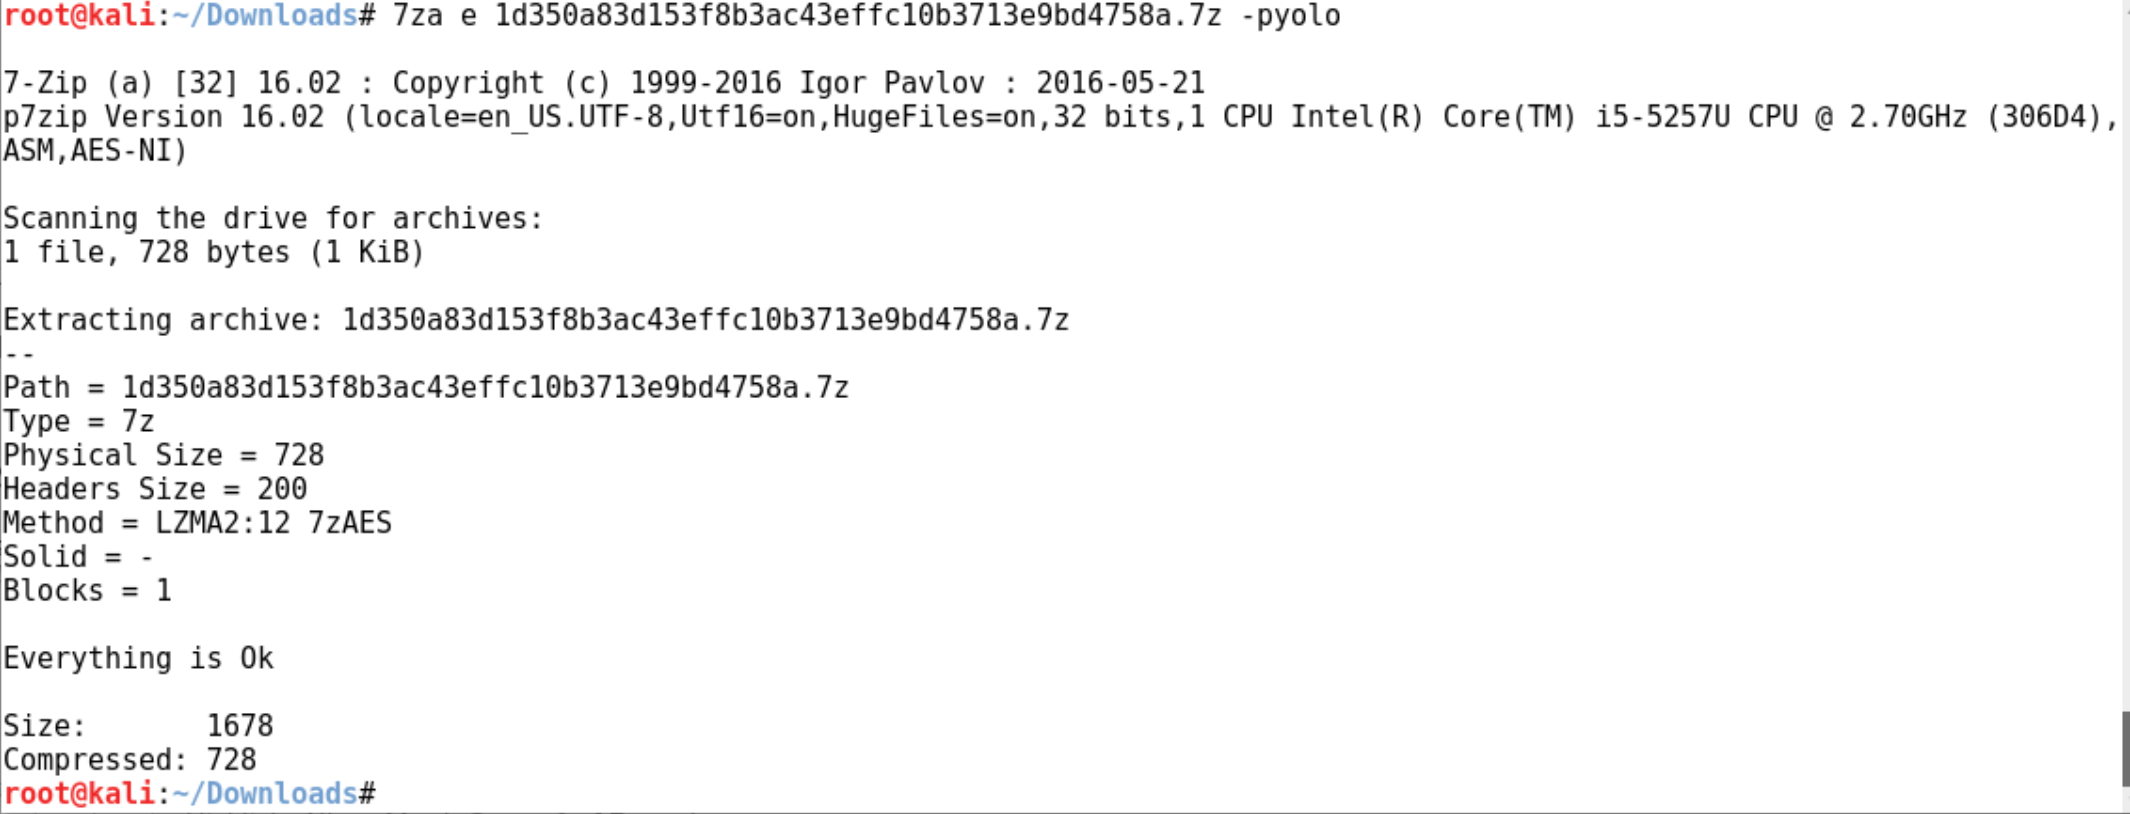 root@kali:~/Downloads# 7za e 1d350a83d153f8b3ac43effc10b3713e9bd4758a.7z -pyolo
7-Zip (a) [32] 16.02 : Copyright (c) 1999-2016 Igor Pavlov : 2016-05-21
p7zip Version 16.02 (locale=en_US.UTF-8,Utf16=on,HugeFiles=on,32 bits,1 CPU Intel(R) Core(TM) i5-5257U CPU @ 2.70GHz (306D4),
ASM,AES-NI)
Scanning the drive for archives:
1 file, 728 bytes (1 KiB)
Extracting archive: 1d350a83d153f8b3ac43effc10b3713e9bd4758a.7z
--
Path = 1d350a83d153f8b3ac43effc10b3713e9bd4758a.7z
Type = 7z
Physical Size = 728
Headers Size = 200
Method = LZMA2:12 7zAES
Solid = -
Blocks = 1
Everything is Ok
Size:       1678
Compressed: 728
root@kali:~/Downloads#